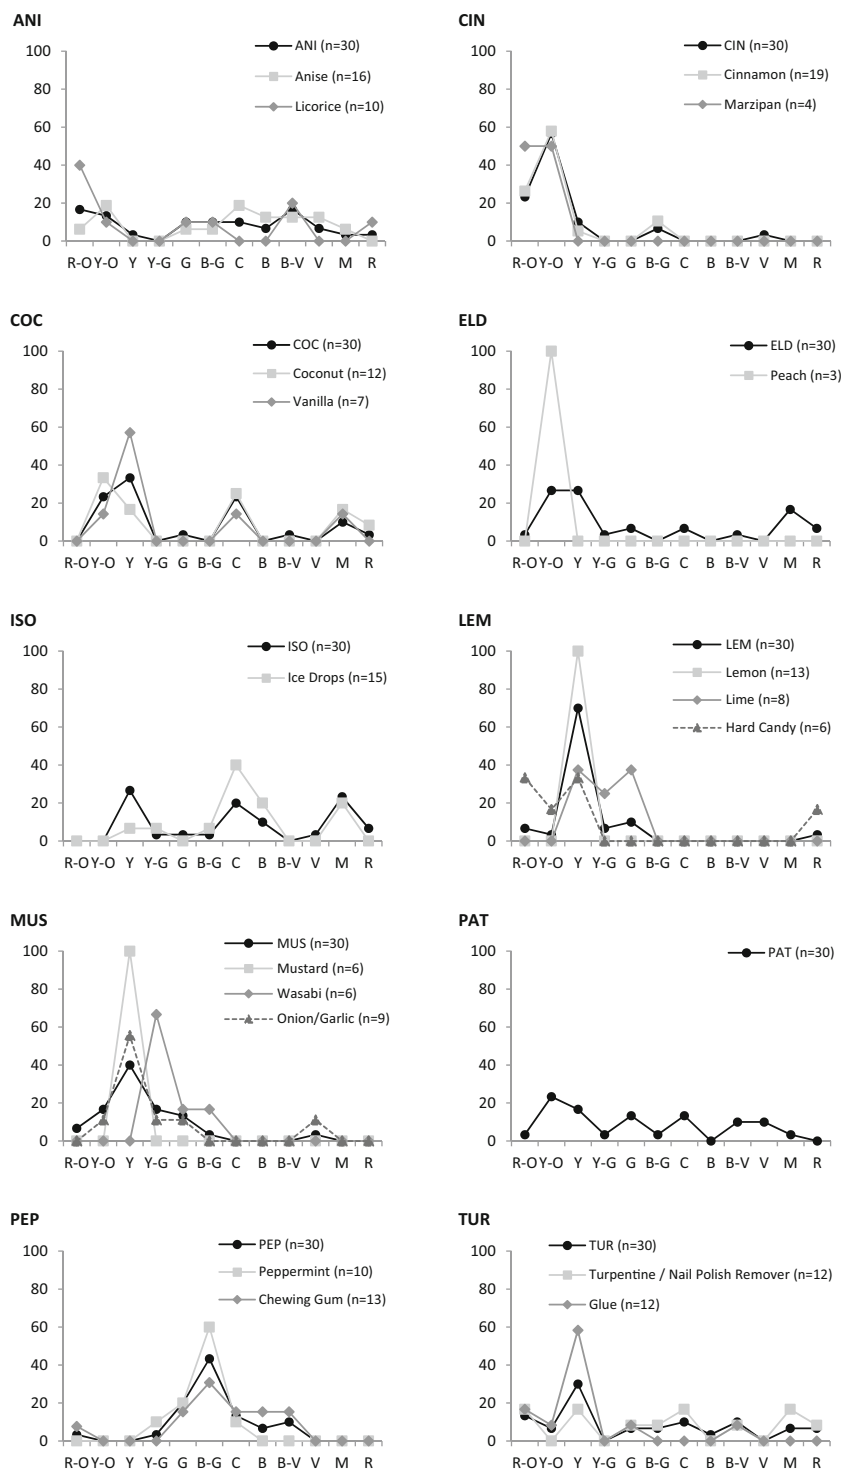 ANI
100
80
60
40
20
0
ANI (n=30)
Anise (n=16)
Licorice (n=10)
R-O Y-O Y Y-G G B-G C B B-V V M R
CIN
100
80
60
40
20
0
CIN (n=30)
Cinnamon (n=19)
Marzipan (n=4)
R-O Y-O Y Y-G G B-G C B B-V V M R
COC
100
80
60
40
20
0
COC (n=30)
Coconut (n=12)
Vanilla (n=7)
R-O Y-O Y Y-G G B-G C B B-V V M R
ELD
100
80
60
40
20
0
ELD (n=30)
Peach (n=3)
R-O Y-O Y Y-G G B-G C B B-V V M R
ISO
100
80
60
40
20
0
ISO (n=30)
Ice Drops (n=15)
R-O Y-O Y Y-G G B-G C B B-V V M R
LEM
100
80
60
40
20
0
LEM (n=30)
Lemon (n=13)
Lime (n=8)
Hard Candy (n=6)
R-O Y-O Y Y-G G B-G C B B-V V M R
MUS
100
80
60
40
20
0
MUS (n=30)
Mustard (n=6)
Wasabi (n=6)
Onion/Garlic (n=9)
R-O Y-O Y Y-G G B-G C B B-V V M R
PAT
100
80
60
40
20
0
PAT (n=30)
R-O Y-O Y Y-G G B-G C B B-V V M R
PEP
100
80
60
40
20
0
PEP (n=30)
Peppermint (n=10)
Chewing Gum (n=13)
R-O Y-O Y Y-G G B-G C B B-V V M R
TUR
100
80
60
40
20
0
TUR (n=30)
Turpentine / Nail Polish Remover (n=12)
Glue (n=12)
R-O Y-O Y Y-G G B-G C B B-V V M R